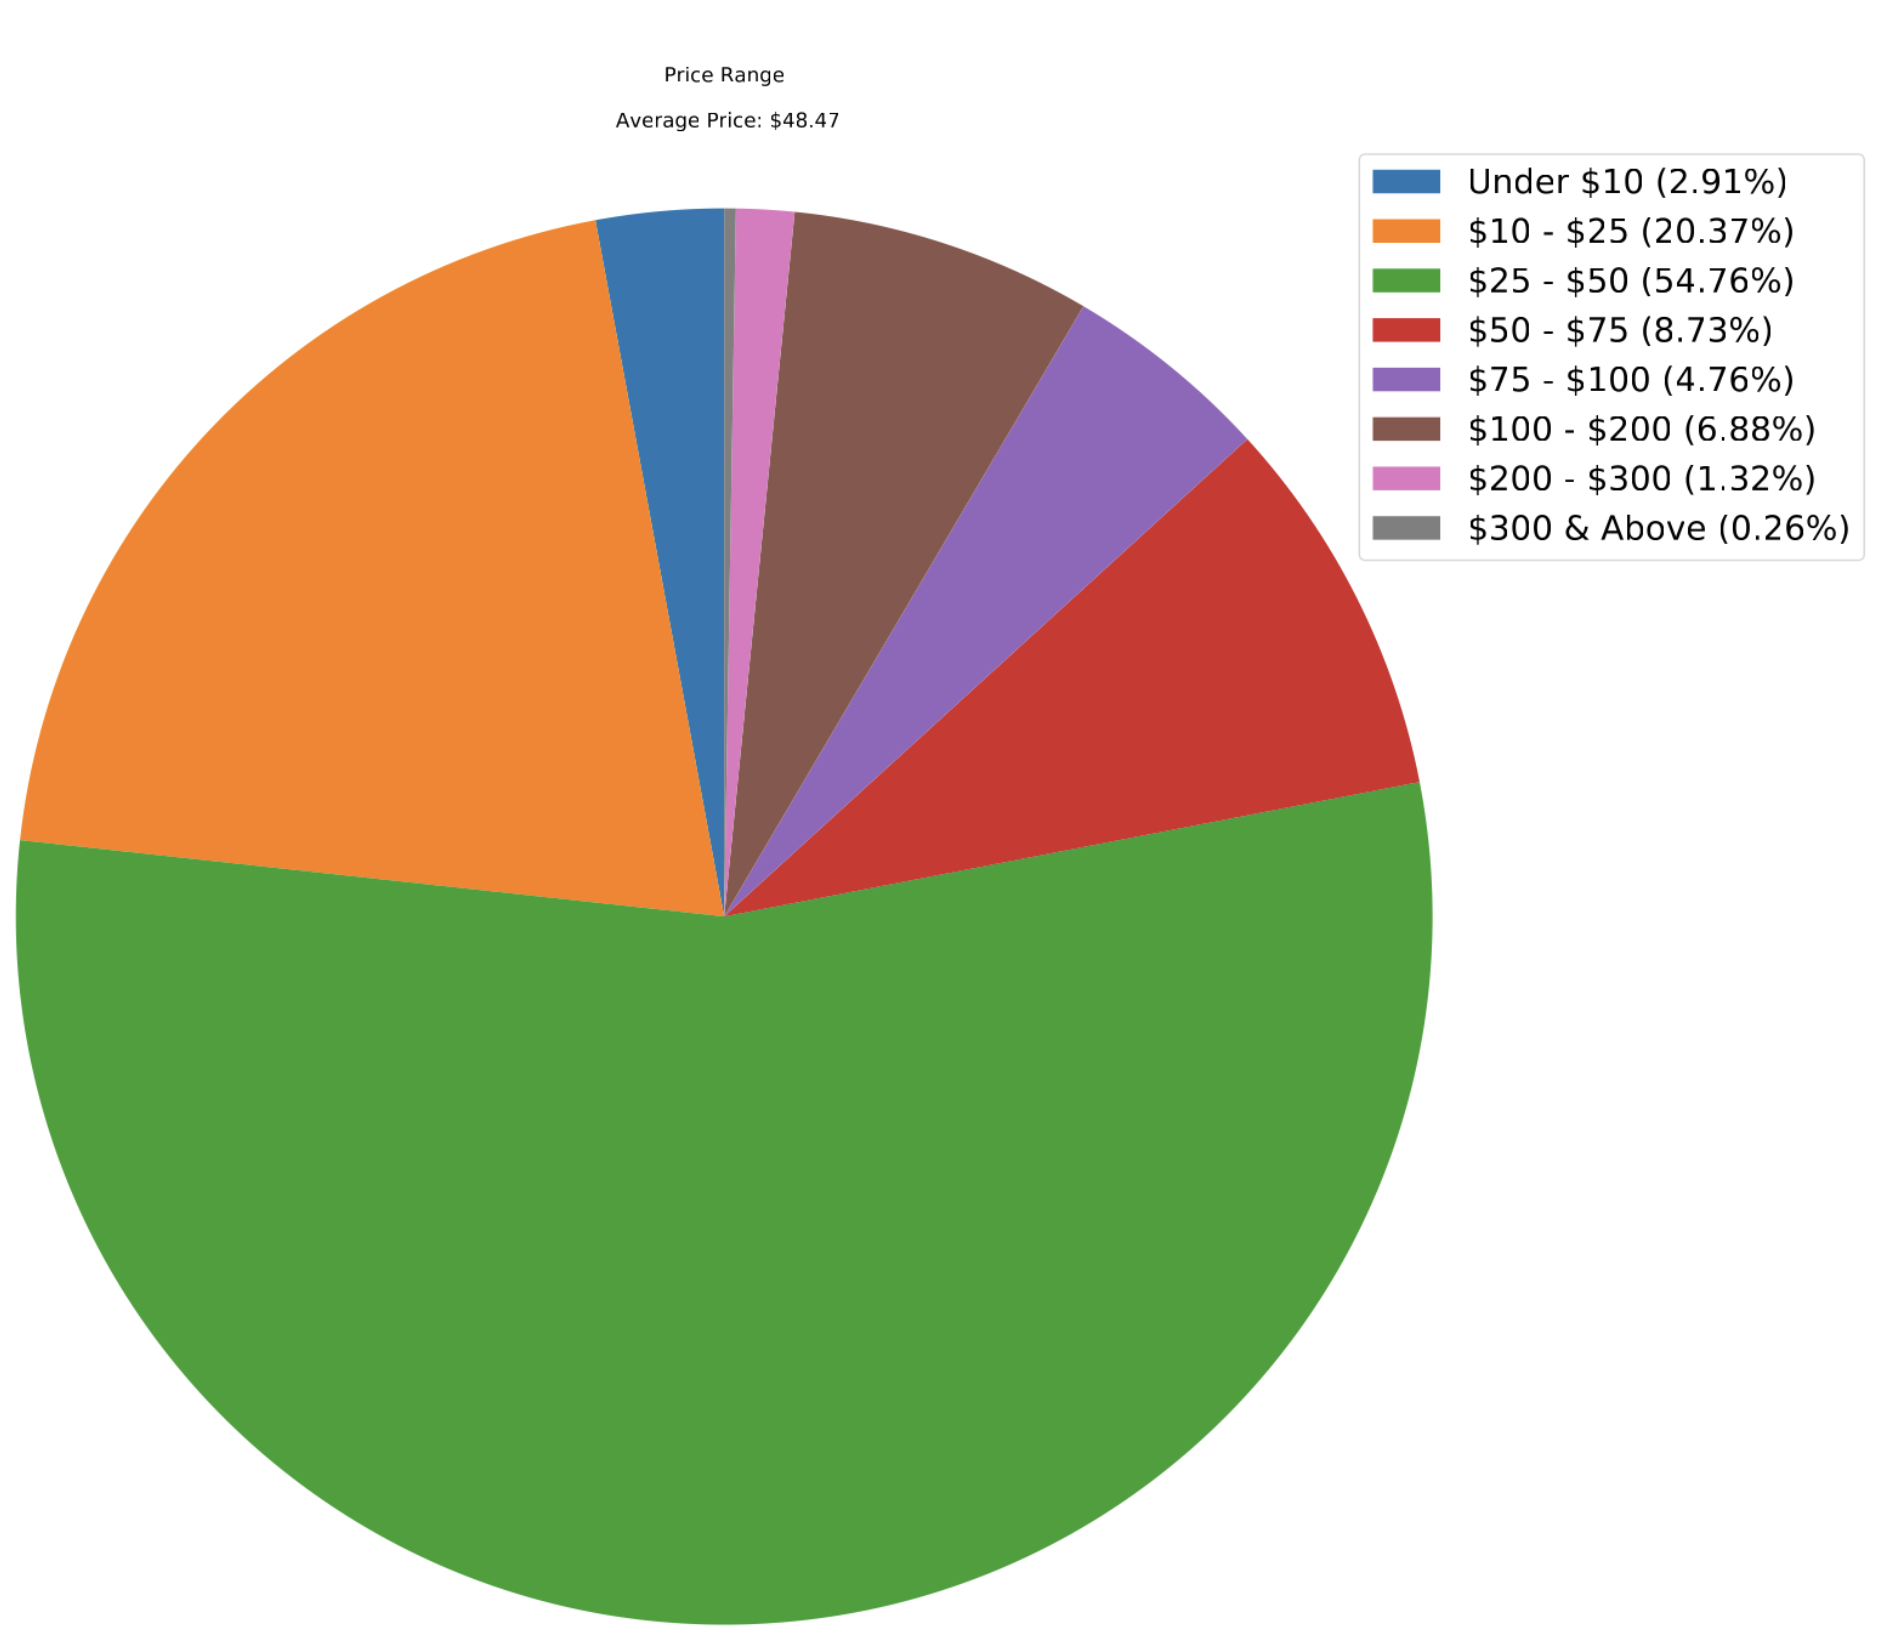 Price Range
Average Price: $48.47
Under $10 (2.91%)
$10 - $25 (20.37%)
$25 - $50 (54.76%)
$50 - $75 (8.73%)
$75 - $100 (4.76%)
$100 - $200 (6.88%)
$200 - $300 (1.32%)
$300 & Above (0.26%)